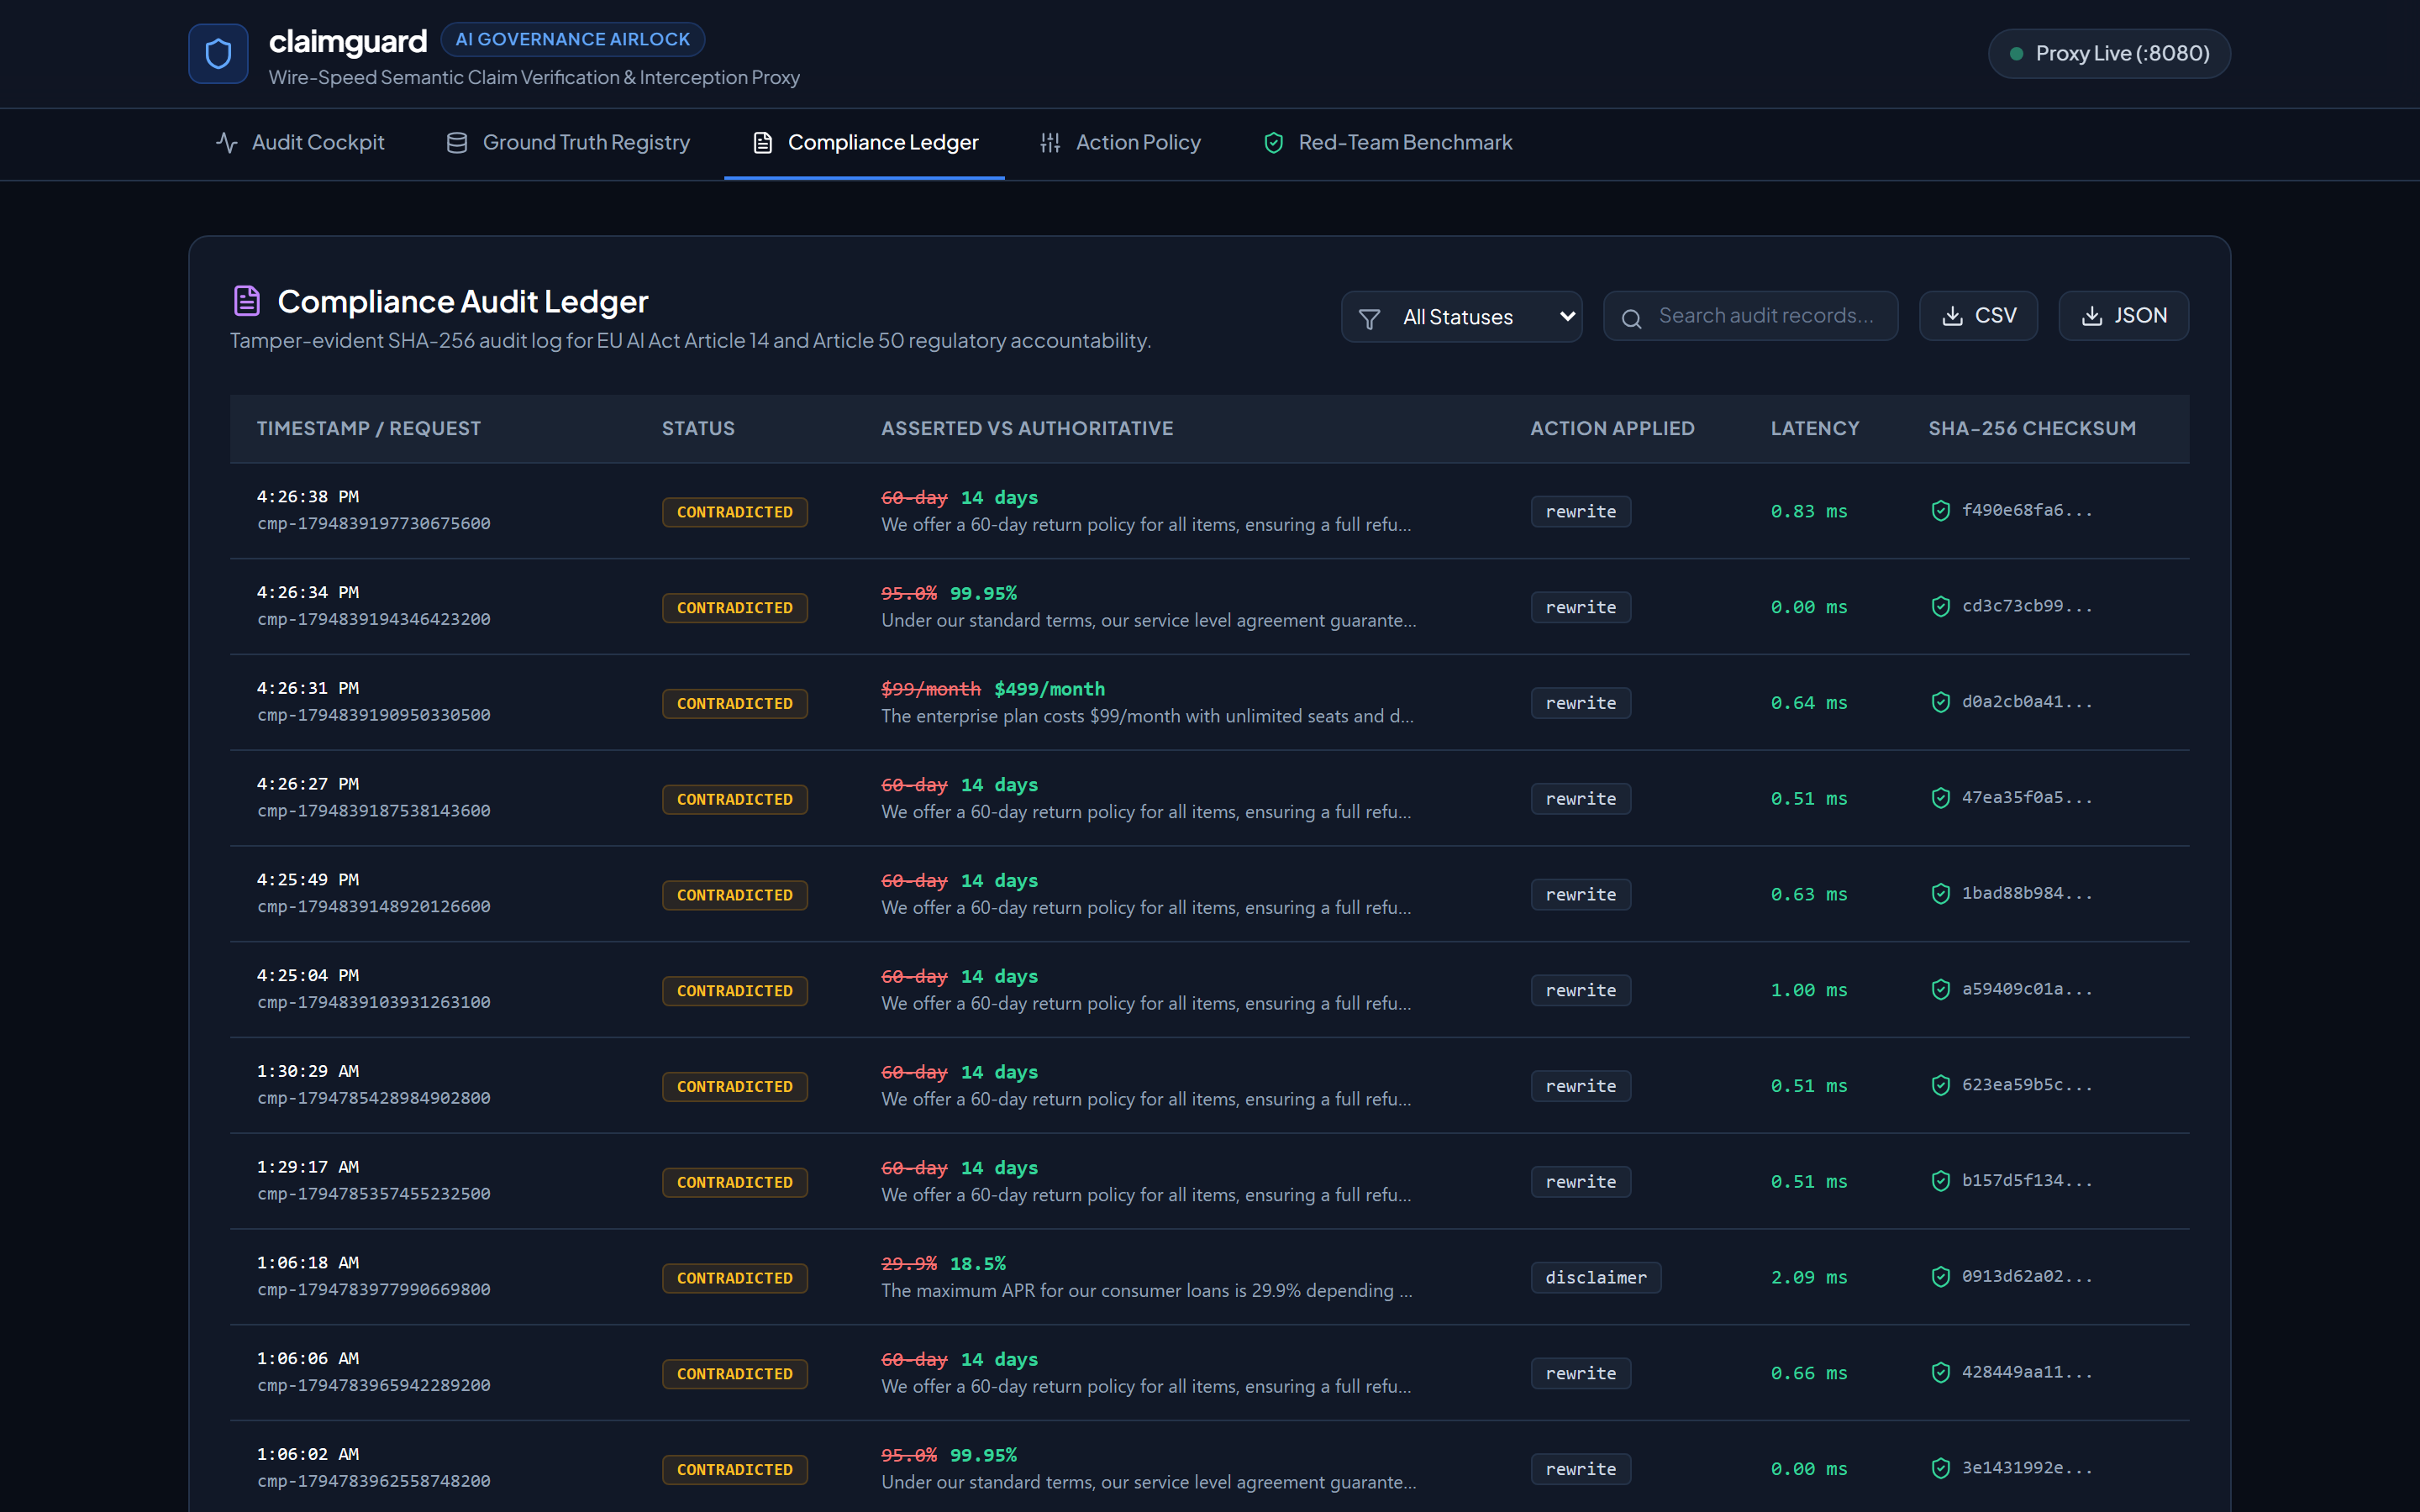 claimguard AI GOVERNANCE AIRLOCK
Wire-Speed Semantic Claim Verification & Interception Proxy
Proxy Live (:8080)
Audit Cockpit Ground Truth Registry Compliance Ledger Action Policy Red-Team Benchmark
Compliance Audit Ledger
Tamper-evident SHA-256 audit log for EU AI Act Article 14 and Article 50 regulatory accountability.
All Statuses Search audit records... CSV JSON
TIMESTAMP / REQUEST STATUS ASSERTED VS AUTHORITATIVE ACTION APPLIED LATENCY SHA-256 CHECKSUM
4:26:38 PM
cmp-1794839197730675600
CONTRADICTED
60-day 14 days
We offer a 60-day return policy for all items, ensuring a full refu...
rewrite
0.83 ms
f490e68fa6...
4:26:34 PM
cmp-1794839194346423200
CONTRADICTED
95.0% 99.95%
Under our standard terms, our service level agreement guarante...
rewrite
0.00 ms
cd3c73cb99...
4:26:31 PM
cmp-1794839190950330500
CONTRADICTED
$99/month $499/month
The enterprise plan costs $99/month with unlimited seats and d...
rewrite
0.64 ms
d0a2cb0a41...
4:26:27 PM
cmp-1794839187538143600
CONTRADICTED
60-day 14 days
We offer a 60-day return policy for all items, ensuring a full refu...
rewrite
0.51 ms
47ea35f0a5...
4:25:49 PM
cmp-1794839148920126600
CONTRADICTED
60-day 14 days
We offer a 60-day return policy for all items, ensuring a full refu...
rewrite
0.63 ms
1bad88b984...
4:25:04 PM
cmp-1794839103931263100
CONTRADICTED
60-day 14 days
We offer a 60-day return policy for all items, ensuring a full refu...
rewrite
1.00 ms
a59409c01a...
1:30:29 AM
cmp-1794785428984902800
CONTRADICTED
60-day 14 days
We offer a 60-day return policy for all items, ensuring a full refu...
rewrite
0.51 ms
623ea59b5c...
1:29:17 AM
cmp-1794785357455232500
CONTRADICTED
60-day 14 days
We offer a 60-day return policy for all items, ensuring a full refu...
rewrite
0.51 ms
b157d5f134...
1:06:18 AM
cmp-1794783977990669800
CONTRADICTED
29.9% 18.5%
The maximum APR for our consumer loans is 29.9% depending ...
disclaimer
2.09 ms
0913d62a02...
1:06:06 AM
cmp-1794783965942289200
CONTRADICTED
60-day 14 days
We offer a 60-day return policy for all items, ensuring a full refu...
rewrite
0.66 ms
428449aa11...
1:06:02 AM
cmp-1794783962558748200
CONTRADICTED
95.0% 99.95%
Under our standard terms, our service level agreement guarante...
rewrite
0.00 ms
3e1431992e...